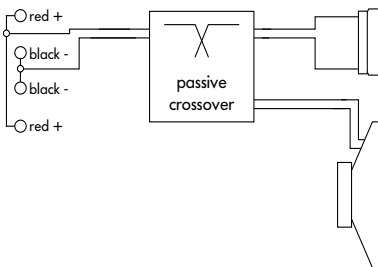 red +
black -
black -
red +
passive
crossover